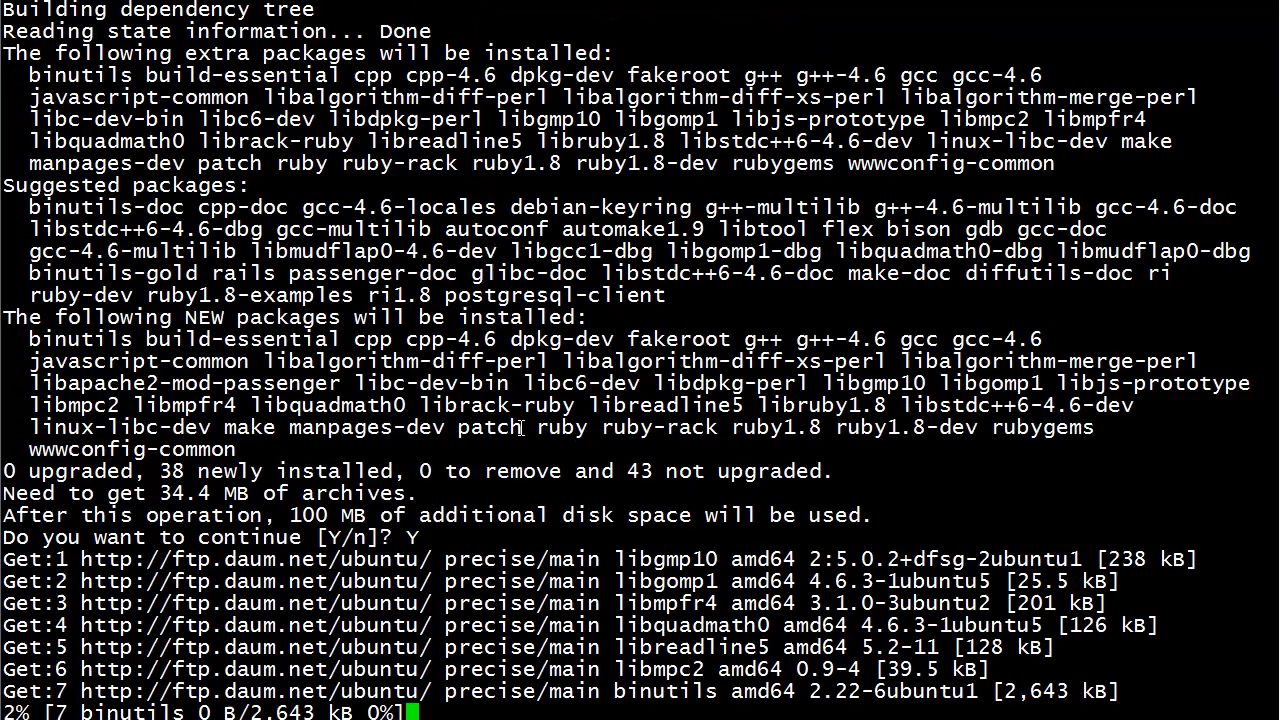 Building dependency tree
Reading state information... Done
The following extra packages will be installed:
  binutils build-essential cpp cpp-4.6 dpkg-dev fakeroot g++ g++-4.6 gcc gcc-4.6
  javascript-common libalgorithm-diff-perl libalgorithm-diff-xs-perl libalgorithm-merge-perl
  libc-dev-bin libc6-dev libdpkg-perl libgmp10 libgomp1 libjs-prototype libmpc2 libmpfr4
  libquadmath0 librack-ruby libreadline5 libruby1.8 libstdc++6-4.6-dev linux-libc-dev make
  manpages-dev patch ruby ruby-rack ruby1.8 ruby1.8-dev rubygems wwwconfig-common
Suggested packages:
  binutils-doc cpp-doc gcc-4.6-locales debian-keyring g++-multilib g++-4.6-multilib gcc-4.6-doc
  libstdc++6-4.6-dbg gcc-multilib autoconf automake1.9 libtool flex bison gdb gcc-doc
  gcc-4.6-multilib libmudflap0-4.6-dev libgcc1-dbg libgomp1-dbg libquadmath0-dbg libmudflap0-dbg
  binutils-gold rails passenger-doc glibc-doc libstdc++6-4.6-doc make-doc diffutils-doc ri
  ruby-dev ruby1.8-examples ri1.8 postgresql-client
The following NEW packages will be installed:
  binutils build-essential cpp cpp-4.6 dpkg-dev fakeroot g++ g++-4.6 gcc gcc-4.6
  javascript-common libalgorithm-diff-perl libalgorithm-diff-xs-perl libalgorithm-merge-perl
  libapache2-mod-passenger libc-dev-bin libc6-dev libdpkg-perl libgmp10 libgomp1 libjs-prototype
  libmpc2 libmpfr4 libquadmath0 librack-ruby libreadline5 libruby1.8 libstdc++6-4.6-dev
  linux-libc-dev make manpages-dev patch ruby ruby-rack ruby1.8 ruby1.8-dev rubygems
  wwwconfig-common
0 upgraded, 38 newly installed, 0 to remove and 43 not upgraded.
Need to get 34.4 MB of archives.
After this operation, 100 MB of additional disk space will be used.
Do you want to continue [Y/n]? Y
Get:1 http://ftp.daum.net/ubuntu/ precise/main libgmp10 amd64 2:5.0.2+dfsg-2ubuntu1 [238 kB]
Get:2 http://ftp.daum.net/ubuntu/ precise/main libgomp1 amd64 4.6.3-1ubuntu5 [25.5 kB]
Get:3 http://ftp.daum.net/ubuntu/ precise/main libmpfr4 amd64 3.1.0-3ubuntu2 [201 kB]
Get:4 http://ftp.daum.net/ubuntu/ precise/main libquadmath0 amd64 4.6.3-1ubuntu5 [126 kB]
Get:5 http://ftp.daum.net/ubuntu/ precise/main libreadline5 amd64 5.2-11 [128 kB]
Get:6 http://ftp.daum.net/ubuntu/ precise/main libmpc2 amd64 0.9-4 [39.5 kB]
Get:7 http://ftp.daum.net/ubuntu/ precise/main binutils amd64 2.22-6ubuntu1 [2,643 kB]
2% [7 binutils 0 B/2,643 kB 0%]